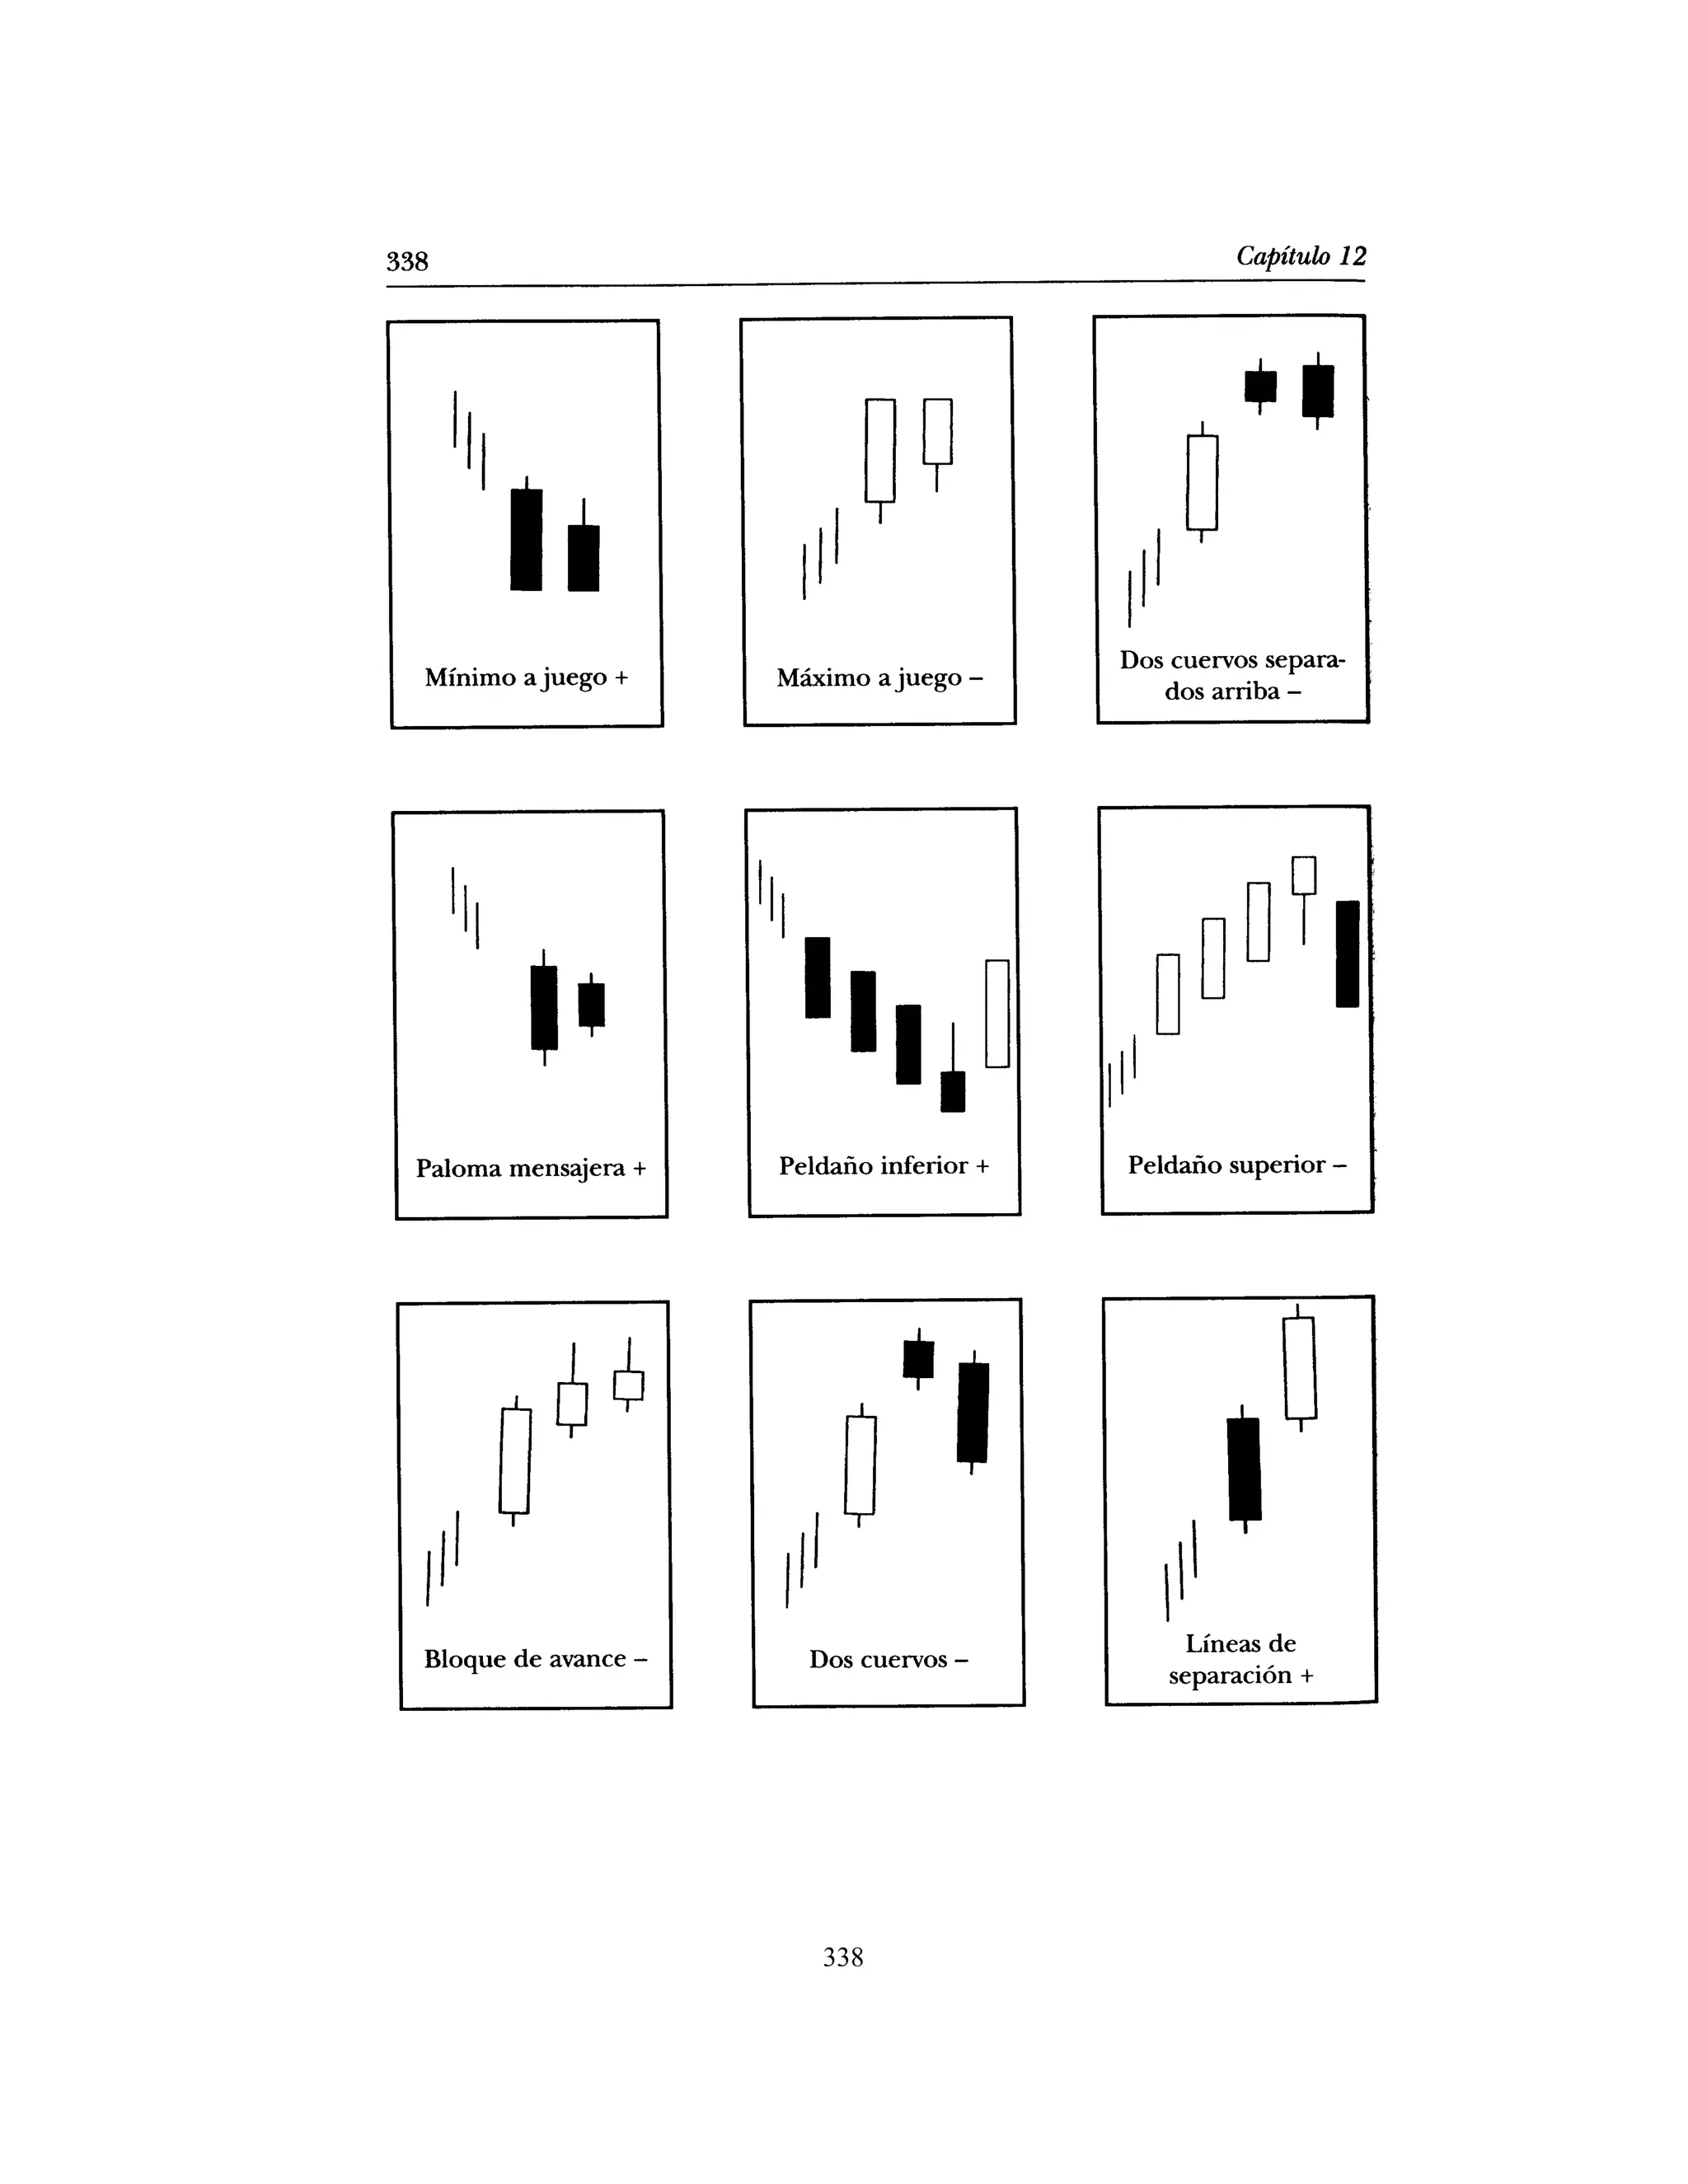 338
Capítulo 12
Mínimo a juego +
Máximo a juego –
Dos cuervos separa-
dos arriba –
Paloma mensajera +
Peldaño inferior +
Peldaño superior –
Bloque de avance –
Dos cuervos –
Líneas de
separación +
338